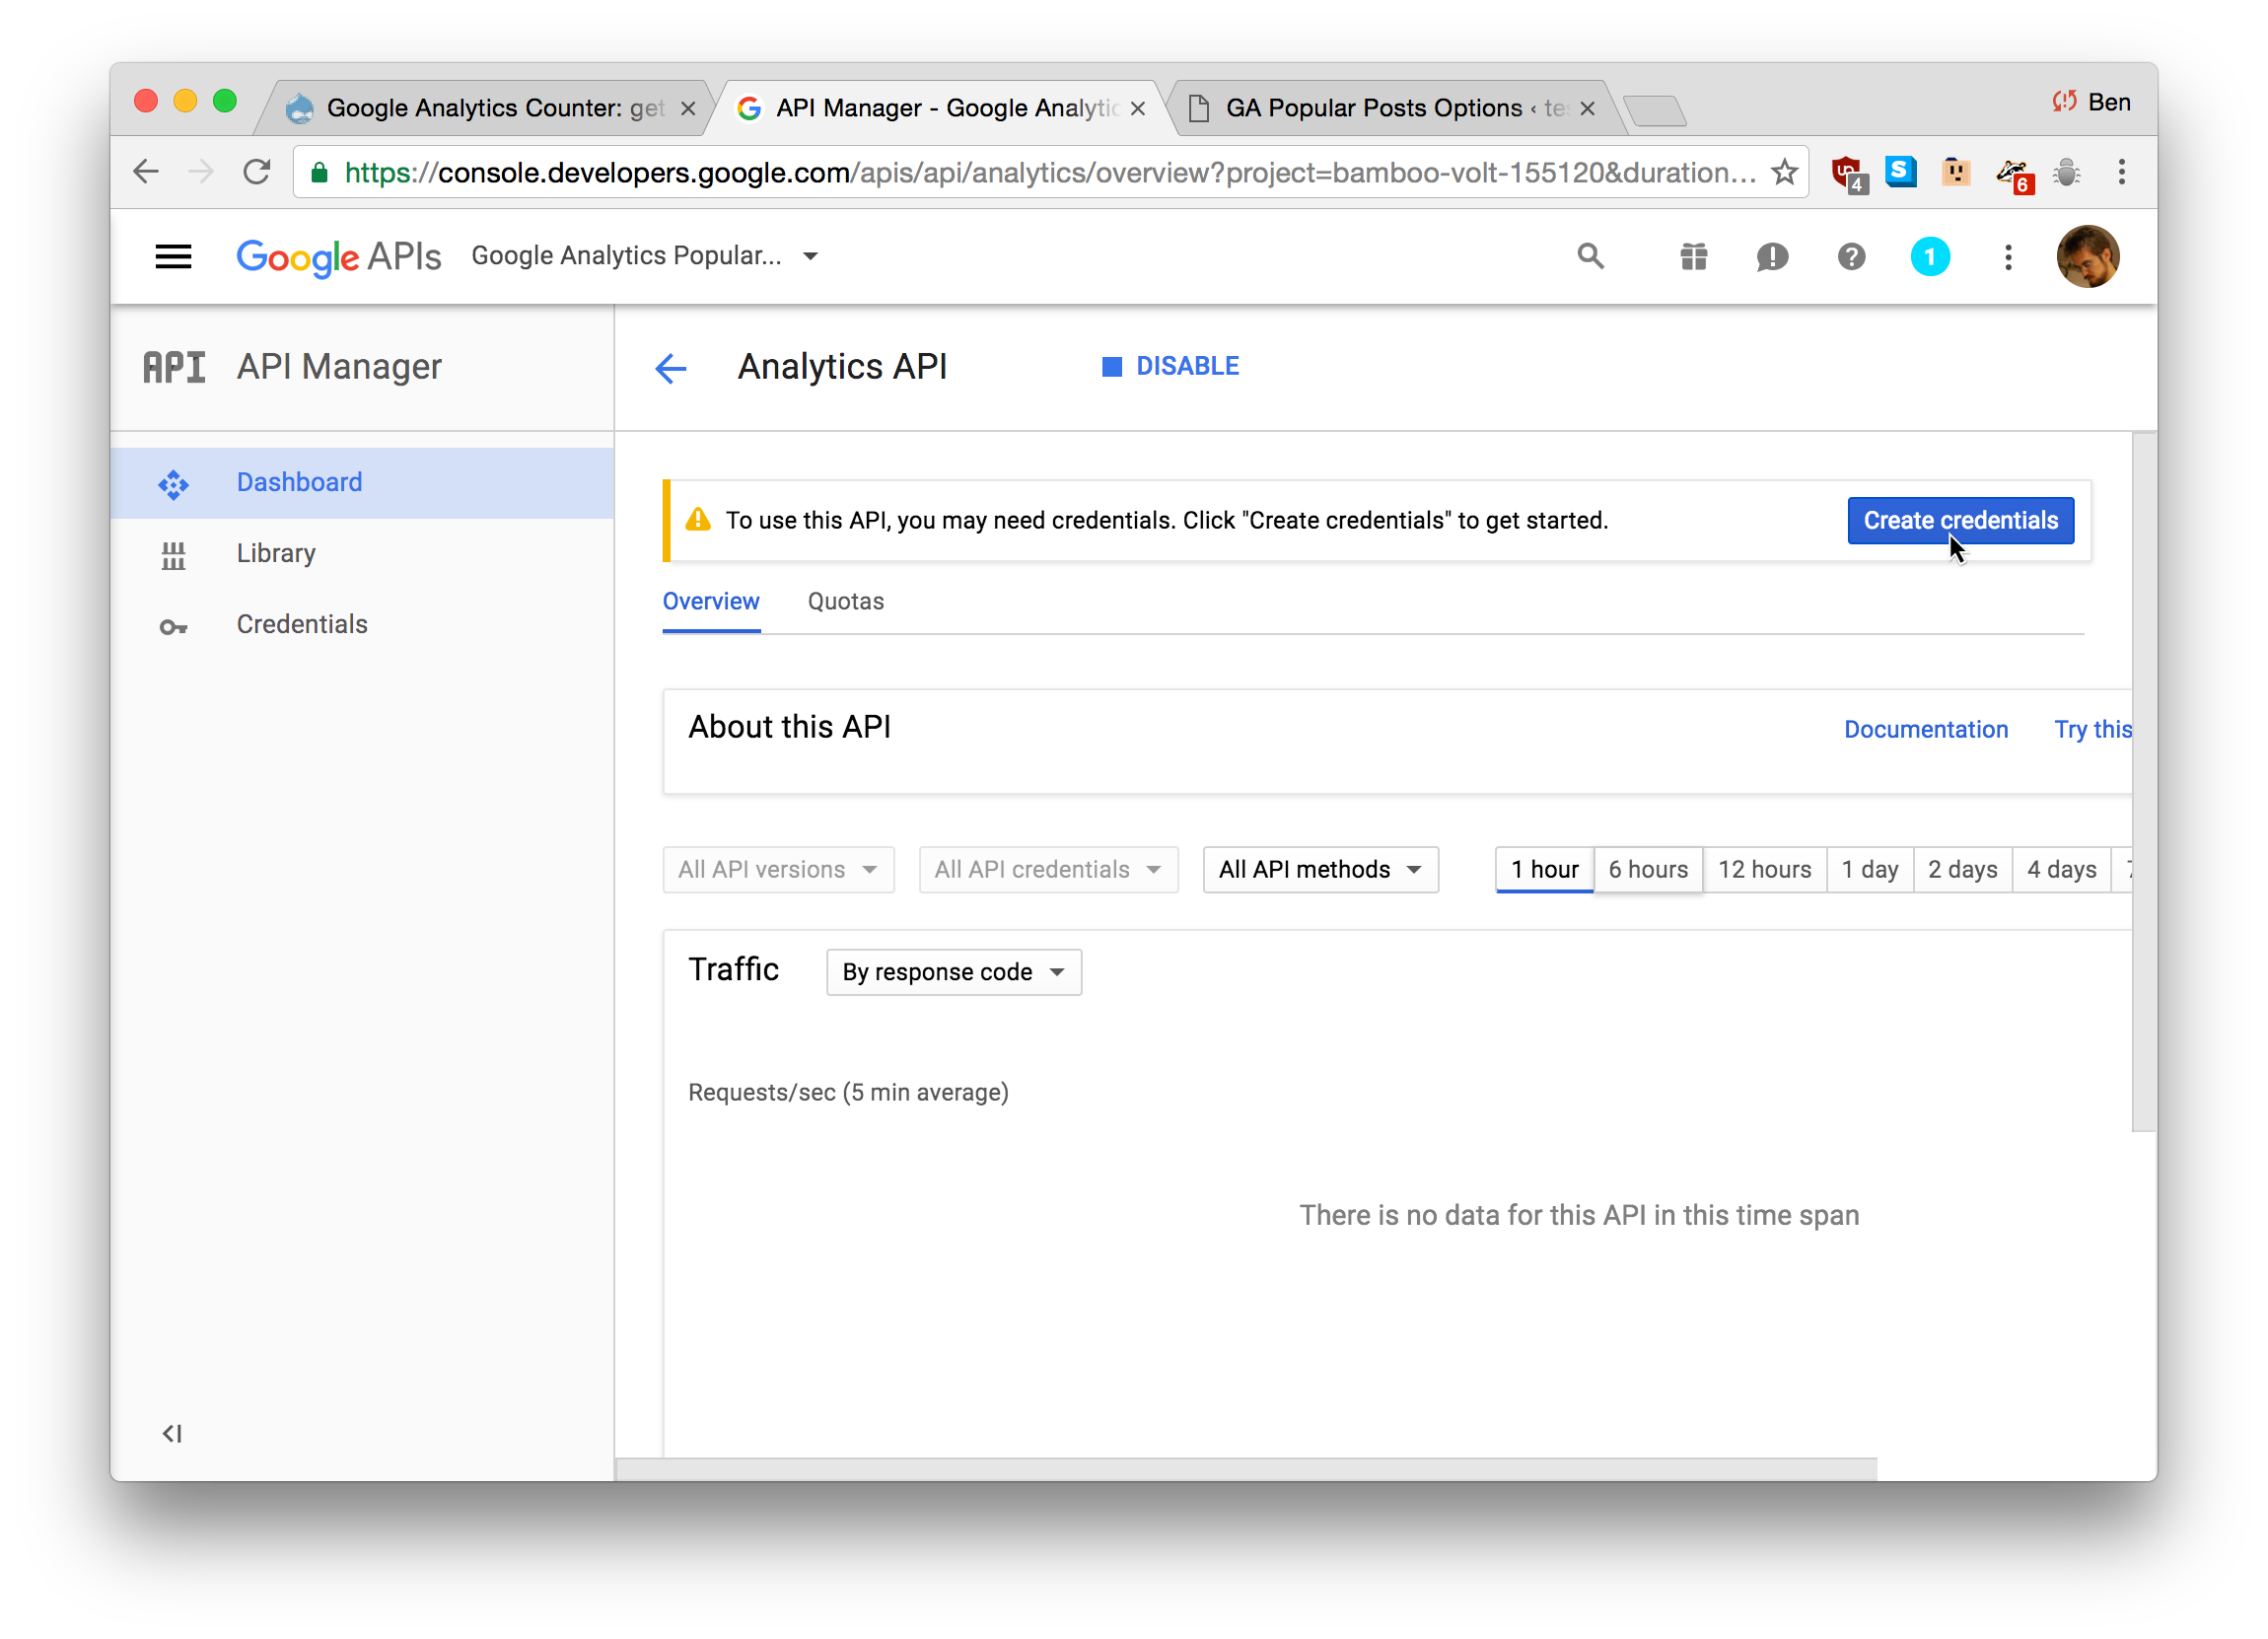 Google Analytics Counter: get
API Manager - Google Analytic
GA Popular Posts Options ‹ tes
Ben
https://console.developers.google.com/apis/api/analytics/overview?project=bamboo-volt-155120&duration...
4
S
6
Google APIs
Google Analytics Popular...
1
API
API Manager
Analytics API
DISABLE
Dashboard
Library
Credentials
To use this API, you may need credentials. Click "Create credentials" to get started.
Create credentials
Overview
Quotas
About this API
Documentation
Try this
All API versions
All API credentials
All API methods
1 hour
6 hours
12 hours
1 day
2 days
4 days
Traffic
By response code
Requests/sec (5 min average)
There is no data for this API in this time span